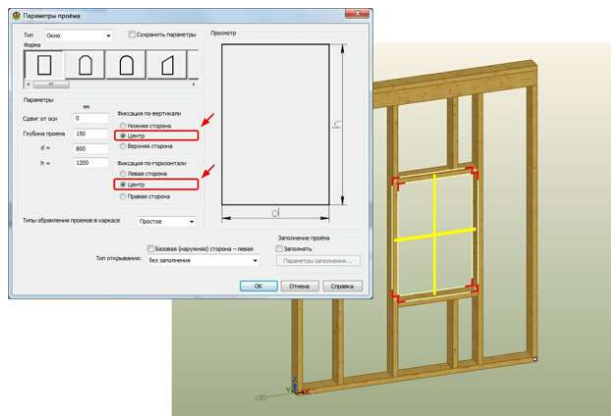 Параметры проёма
Тип: Окно
Сохранить параметры
Форма
Просмотр
Параметры
мм
Сдвиг от оси 0
Глубина проема 150
d = 800
h = 1200
Фиксация по-вертикали
Нижняя сторона
Центр
Верхняя сторона
Фиксация по-горизонтали
Левая сторона
Центр
Правая сторона
h
d
Типы обрамления проемов в каркасе Простое
Базовая (наружная) сторона – левая
Тип открывания: Без заполнения
Заполнение проёма
Заполнять
Параметры заполнения...
ОК Отмена Справка